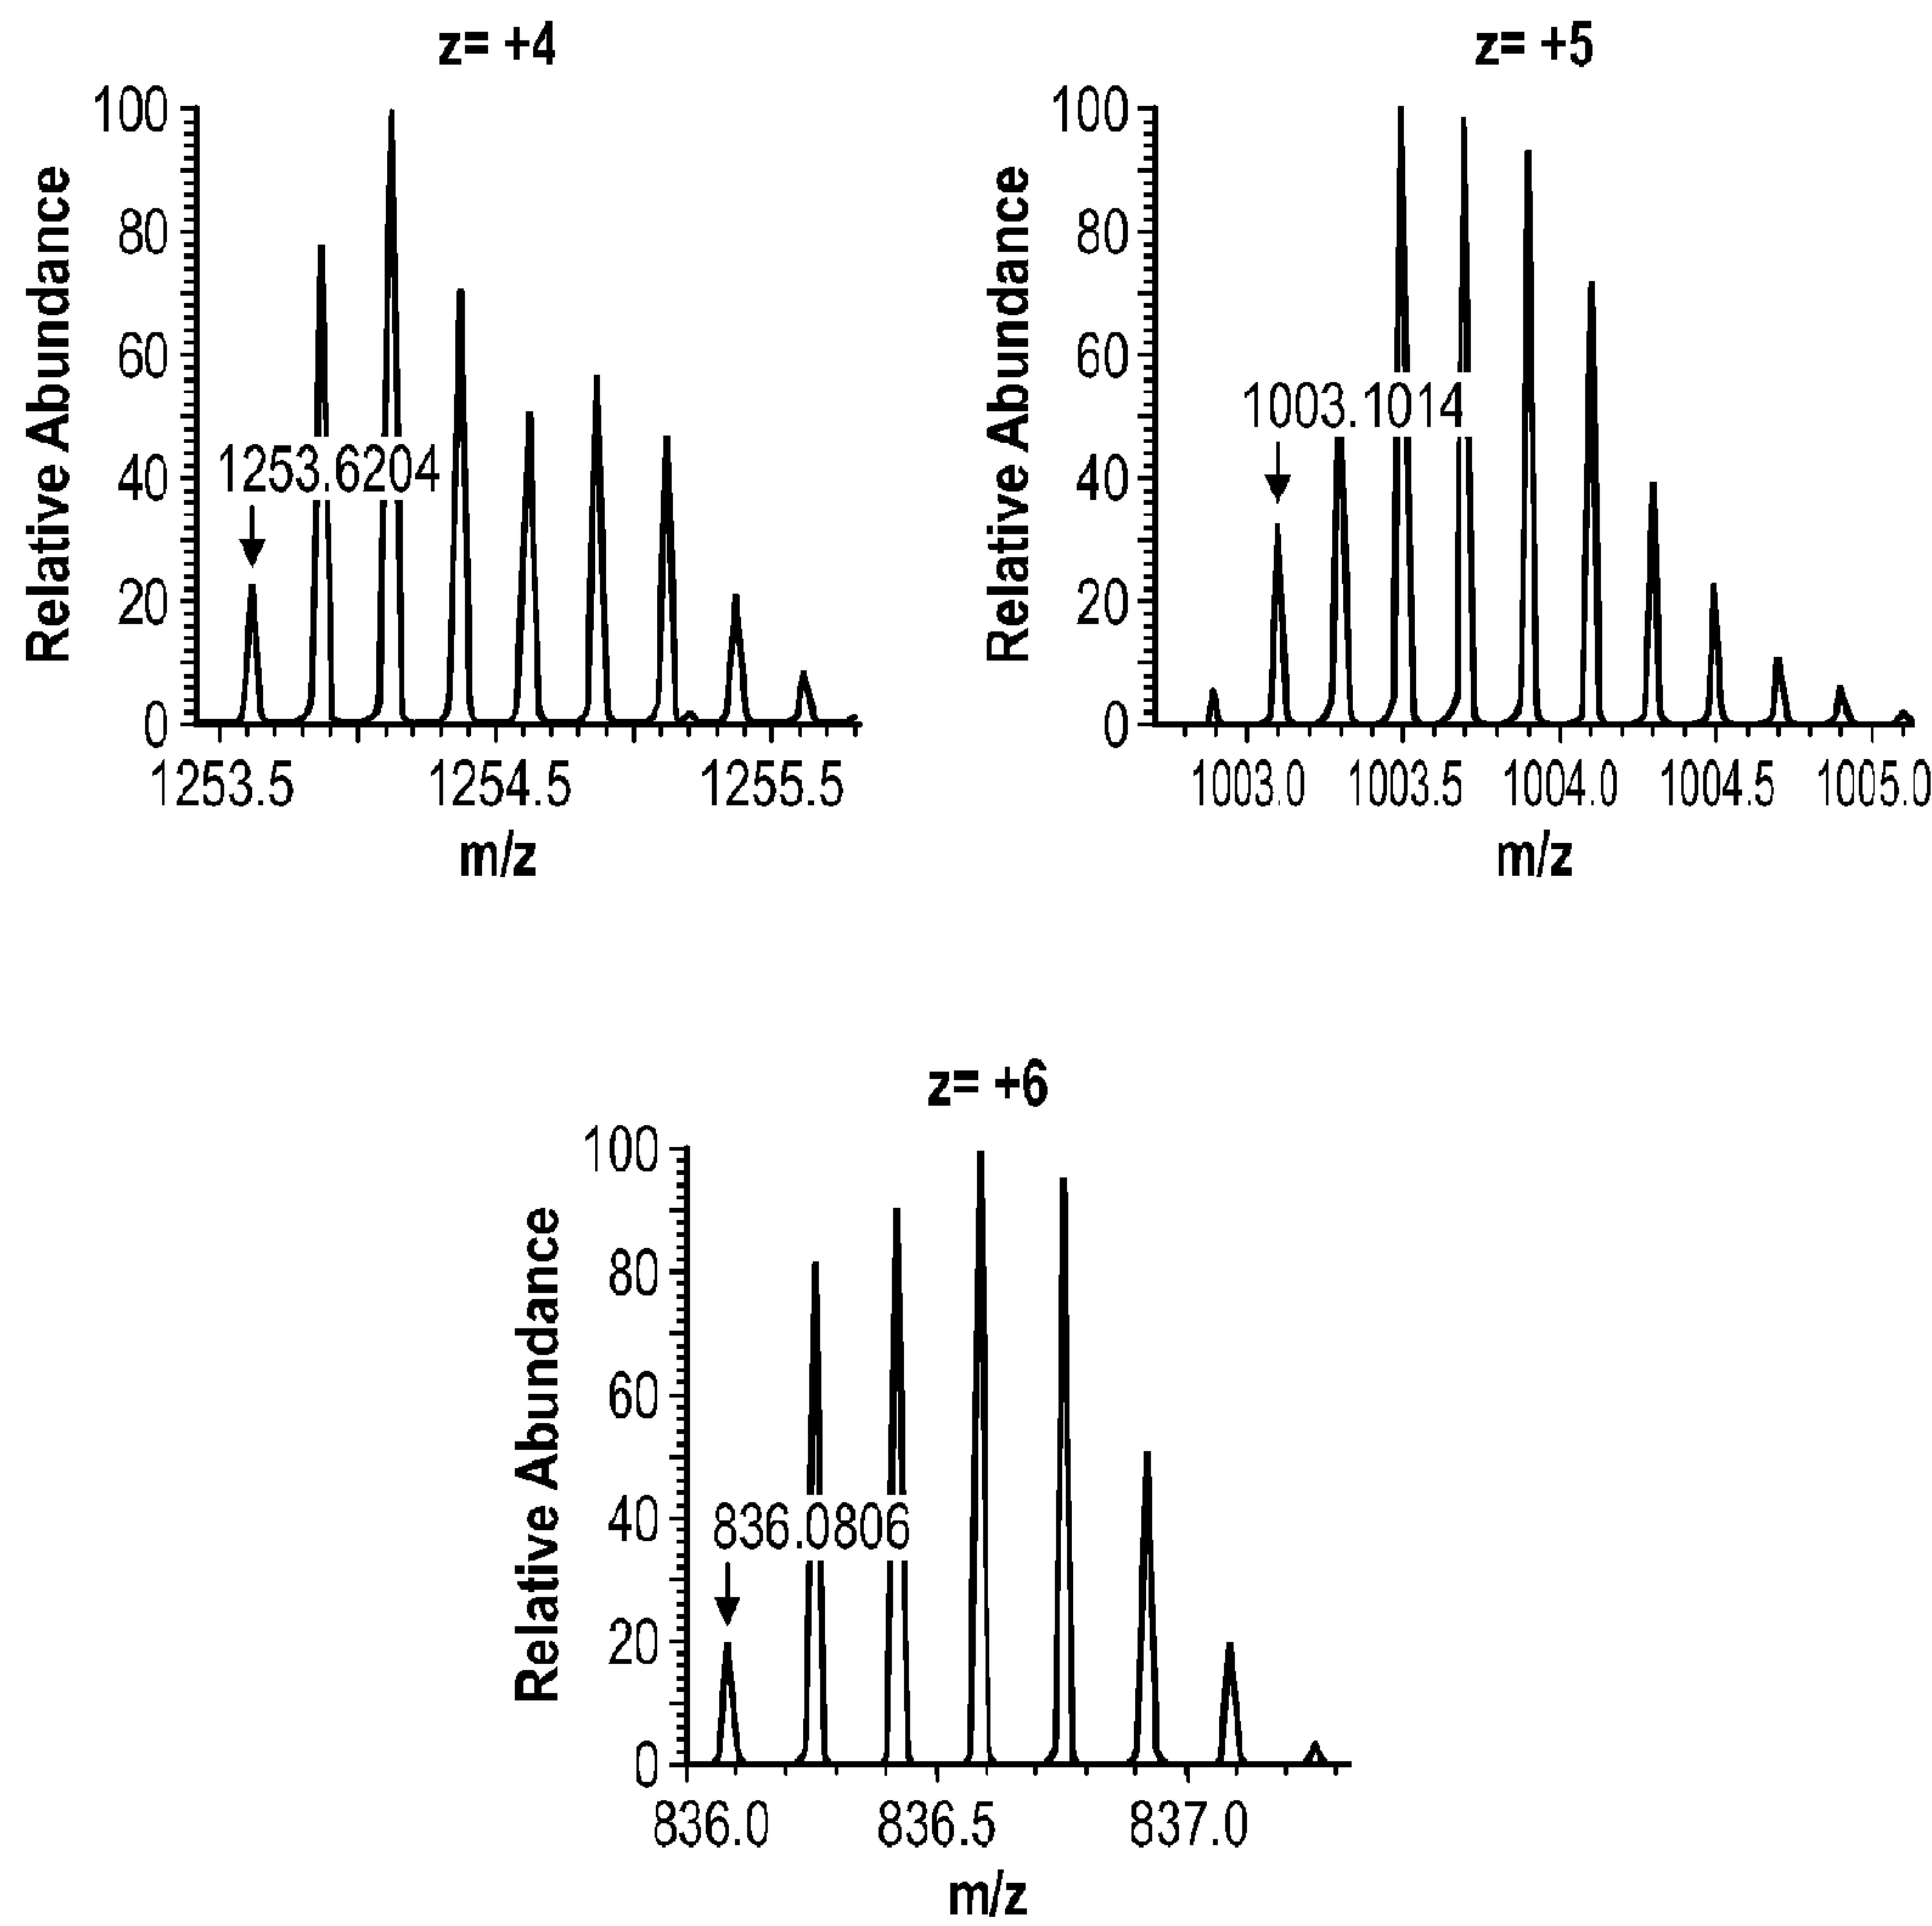 z= +4
100
80
60
40
20
0
Relative Abundance
1253.6204
1253.5 1254.5 1255.5
m/z
z= +5
100
80
60
40
20
0
Relative Abundance
1003.1014
1003.0 1003.5 1004.0 1004.5 1005.0
m/z
z= +6
100
80
60
40
20
0
Relative Abundance
836.0806
836.0 836.5 837.0
m/z